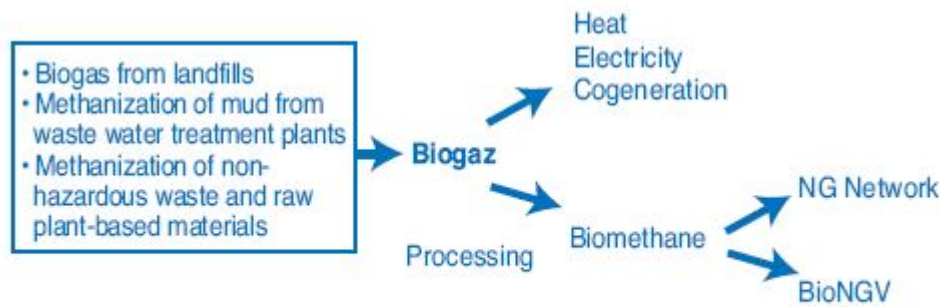 • Biogas from landfills
• Methanization of mud from
waste water treatment plants
• Methanization of non-
hazardous waste and raw
plant-based materials
Biogaz
Heat
Electricity
Cogeneration
Processing
Biomethane
NG Network
BioNGV